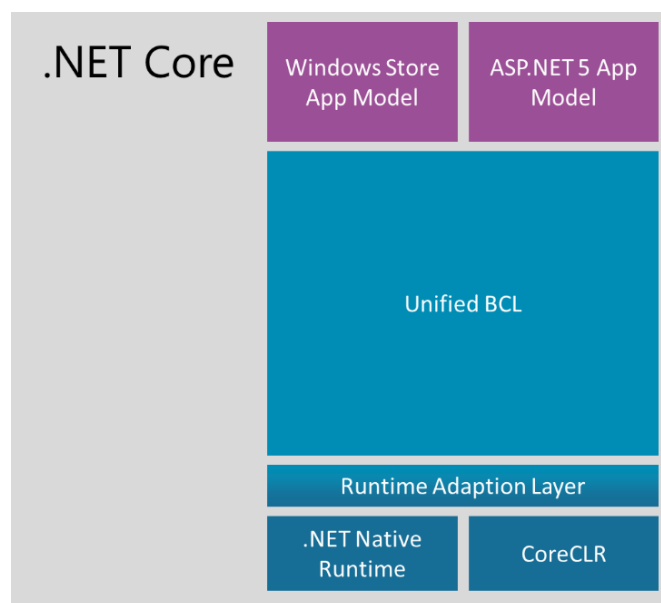 .NET Core
Windows Store
App Model
ASP.NET 5 App
Model
Unified BCL
Runtime Adaption Layer
.NET Native
Runtime
CoreCLR